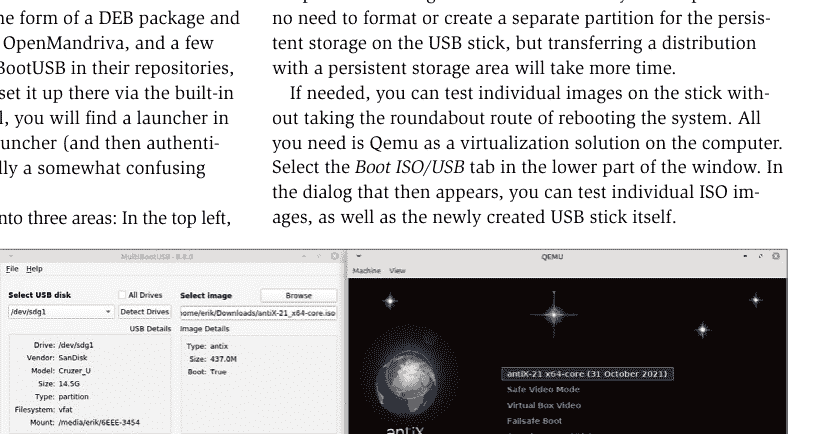 he form of a DEB package and
OpenMandriva, and a few
BootUSB in their repositories,
set it up there via the built-in
l, you will find a launcher in
uncher (and then authenti-
lly a somewhat confusing
nto three areas: In the top left,
no need to format or create a separate partition for the persis-
tent storage on the USB stick, but transferring a distribution
with a persistent storage area will take more time.
If needed, you can test individual images on the stick with-
out taking the roundabout route of rebooting the system. All
you need is Qemu as a virtualization solution on the computer.
Select the Boot ISO/USB tab in the lower part of the window. In
the dialog that then appears, you can test individual ISO im-
ages, as well as the newly created USB stick itself.
MultiBootUSB - 8.8.0
File Help
Select USB disk
All Drives
/dev/sdg1
Detect Drives
USB Details
Drive: /dev/sdg1
Vendor: SanDisk
Model: Cruzer_U
Size: 14.5G
Type: partition
Filesystem: vfat
Mount: /media/erik/6EEE-3454
Select image
Browse
ome/erik/Downloads/antiX-21_x64-core.iso
Image Details
Type: antix
Size: 437.0M
Boot: True
QEMU
Machine View
antiX-21 x64-core (31 October 2021)
Safe Video Mode
Virtual Box Video
Failsafe Boot
antiX